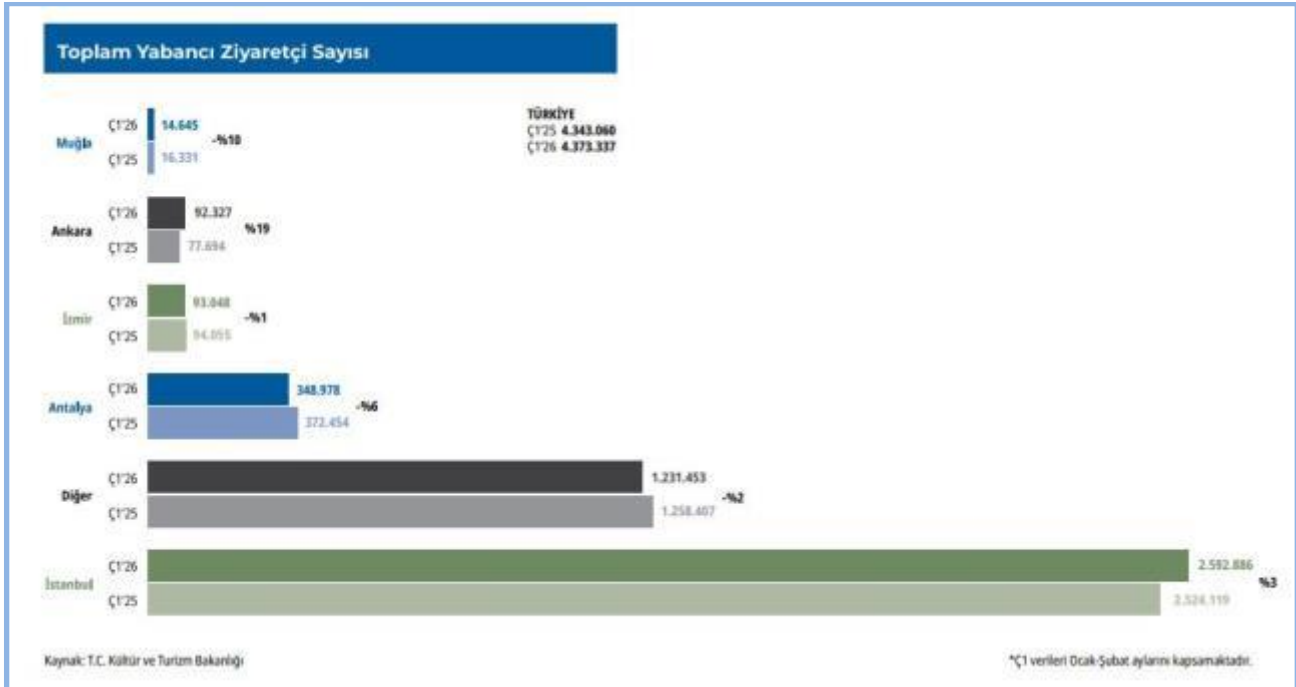 Toplam Yabancı Ziyaretçi Sayısı
TÜRKİYE
Ç1'25 4.343.060
Ç1'26 4.373.337
Muğla
Ç1'26 14.645
Ç1'25 16.331
-%10
Ankara
Ç1'26 92.327
Ç1'25 77.694
%19
İzmir
Ç1'26 93.048
Ç1'25 94.055
-%1
Antalya
Ç1'26 348.978
Ç1'25 372.454
-%6
Diğer
Ç1'26 1.231.453
Ç1'25 1.258.407
-%2
İstanbul
Ç1'26 2.592.886
Ç1'25 2.524.119
%3
Kaynak: T.C. Kültür ve Turizm Bakanlığı
*Ç1 verileri Ocak-Şubat aylarını kapsamaktadır.